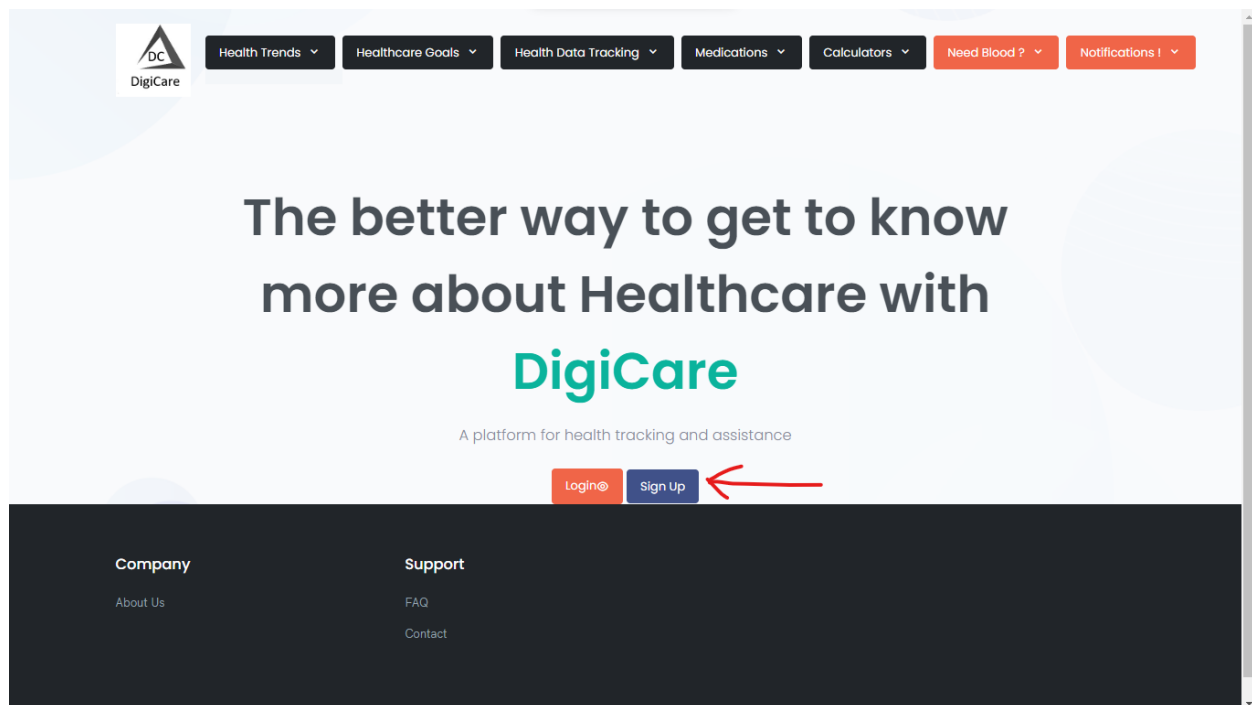 DC
DigiCare
Health Trends
Healthcare Goals
Health Data Tracking
Medications
Calculators
Need Blood ?
Notifications !
The better way to get to know
more about Healthcare with
DigiCare
A platform for health tracking and assistance
Login
Sign Up
Company
Support
About Us
FAQ
Contact